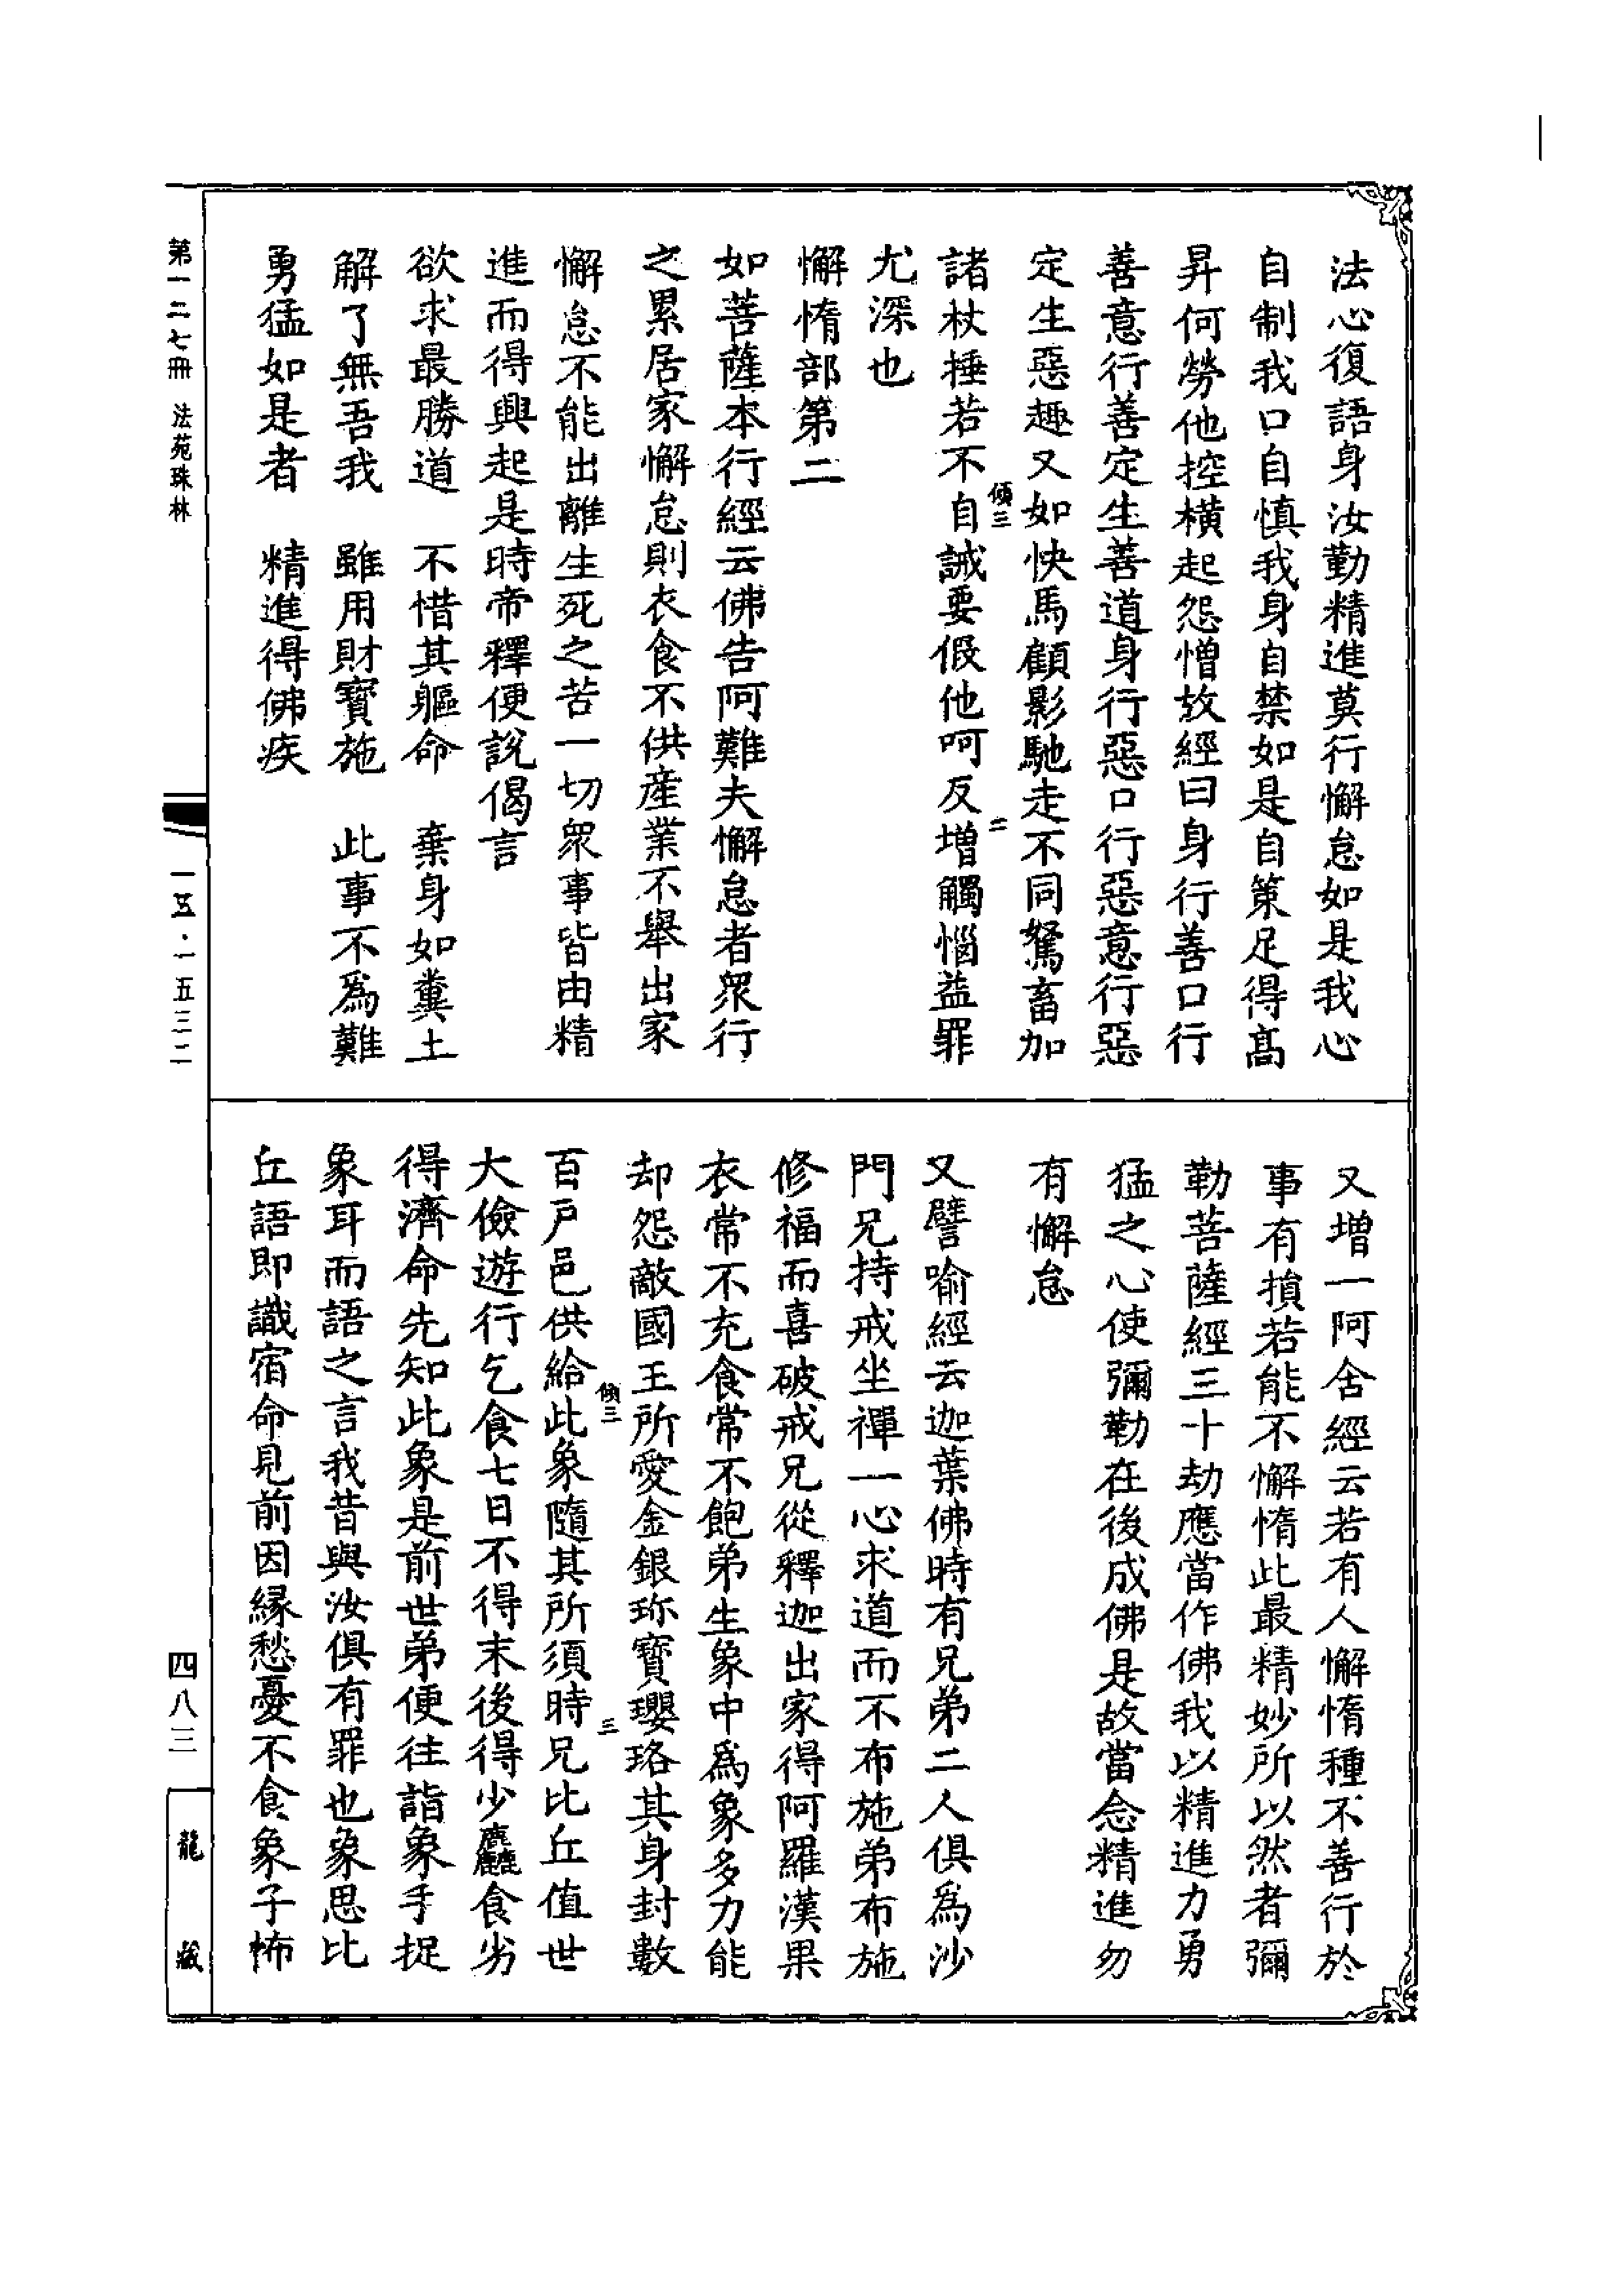 法心復語身汝勤精進莫行懈怠如是我心
自制我口自慎我身自禁如是自策足得高
昇何勞他控橫起怨憎故經曰身行善口行
善意行善定生善道身行惡口行惡意行惡
定生惡趣又如快馬顧影馳走不同駑畜加
諸杖捶若不自誡要假他呵反增觸惱益罪
傾三
二
尤深也
懈惰部第二
如菩薩本行經云佛告阿難夫懈怠者眾行
之累居家懈怠則衣食不供產業不舉出家
懈怠不能出離生死之苦一切眾事皆由精
進而得興起是時帝釋便說偈言
欲求最勝道　不惜其軀命　棄身如糞土
解了無吾我　雖用財寶施　此事不為難
勇猛如是者　精進得佛疾
又增一阿含經云若有人懈惰種不善行於
事有損若能不懈惰此最精妙所以然者彌
勒菩薩經三十劫應當作佛我以精進力勇
猛之心使彌勒在後成佛是故當念精進勿
有懈怠
又譬喻經云迦葉佛時有兄弟二人俱為沙
門兄持戒坐禪一心求道而不布施弟布施
修福而喜破戒兄從釋迦出家得阿羅漢果
衣常不充食常不飽弟生象中為象多力能
却怨敵國王所愛金銀珎寶瓔珞其身封數
傾三
三
百戶邑供給此象隨其所須時兄比丘值世
大儉遊行乞食七日不得末後得少麤食劣
得濟命先知此象是前世弟便往詣象手捉
象耳而語之言我昔與汝俱有罪也象思比
丘語即識宿命見前因緣愁憂不食象子怖
第一二七冊　法苑珠林
一五·一五三二
四八三
龍藏